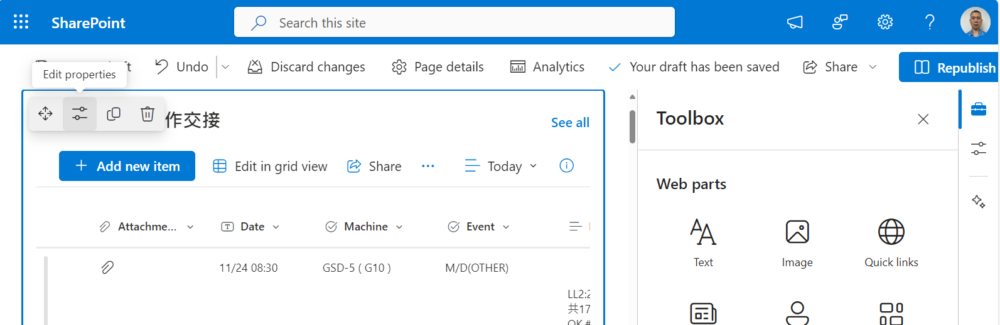 SharePoint
Search this site
Undo
Discard changes
Page details
Analytics
Your draft has been saved
Share
Republish
Edit properties
作交接
See all
Add new item
Edit in grid view
Share
Today
Attachme...
Date
Machine
Event
11/24 08:30
GSD-5 ( G10 )
M/D(OTHER)
LL2:2
共17
OK #
Toolbox
Web parts
Text
Image
Quick links